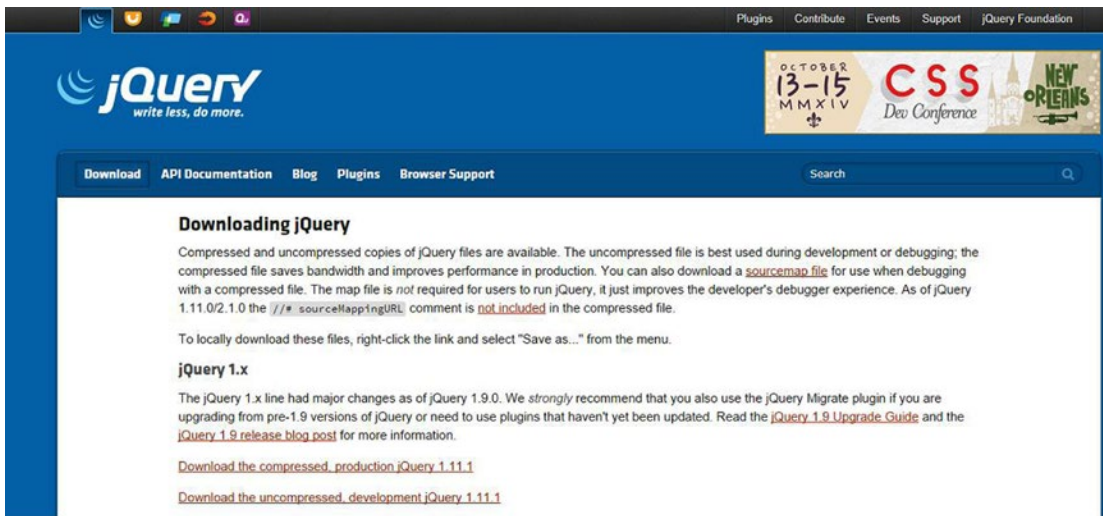 Plugins Contribute Events Support jQuery Foundation
jQuery
write less, do more.
OCTOBER
13-15
MMXIV
CSS
Dev Conference
NEW
ORLEANS
Download API Documentation Blog Plugins Browser Support Search
Downloading jQuery
Compressed and uncompressed copies of jQuery files are available. The uncompressed file is best used during development or debugging; the
compressed file saves bandwidth and improves performance in production. You can also download a sourcemap file for use when debugging
with a compressed file. The map file is not required for users to run jQuery, it just improves the developer's debugger experience. As of jQuery
1.11.0/2.1.0 the //# sourceMappingURL comment is not included in the compressed file.
To locally download these files, right-click the link and select "Save as..." from the menu.
jQuery 1.x
The jQuery 1.x line had major changes as of jQuery 1.9.0. We strongly recommend that you also use the jQuery Migrate plugin if you are
upgrading from pre-1.9 versions of jQuery or need to use plugins that haven't yet been updated. Read the jQuery 1.9 Upgrade Guide and the
jQuery 1.9 release blog post for more information.
Download the compressed, production jQuery 1.11.1
Download the uncompressed, development jQuery 1.11.1